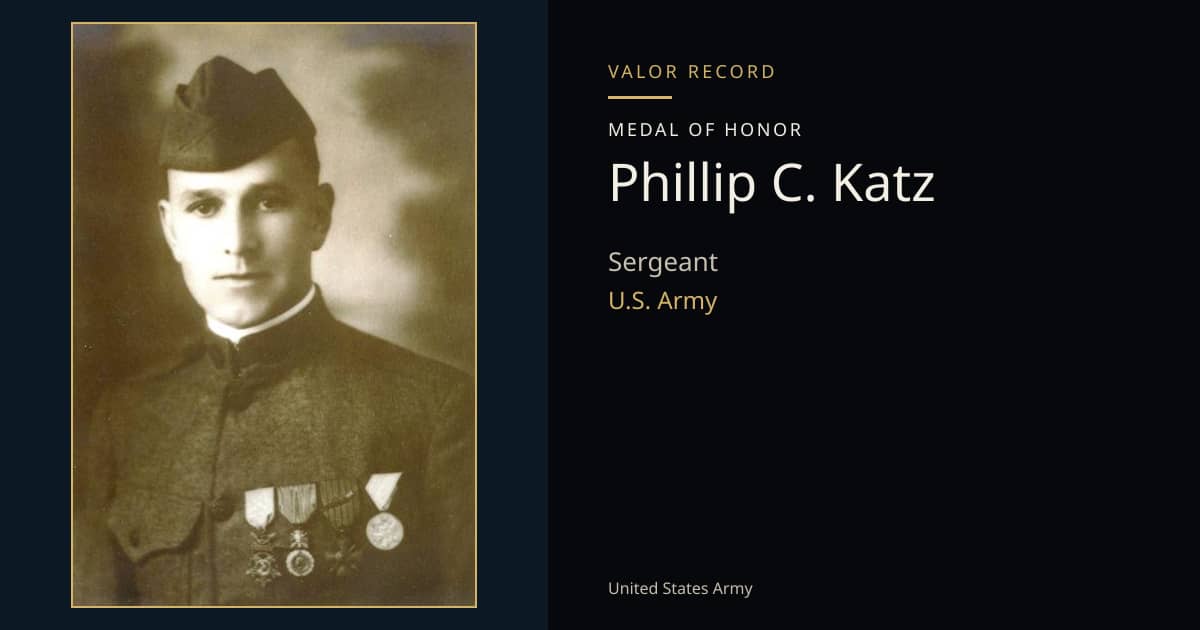 VALOR RECORD
MEDAL OF HONOR
Phillip C. Katz
Sergeant
U.S. Army
United States Army